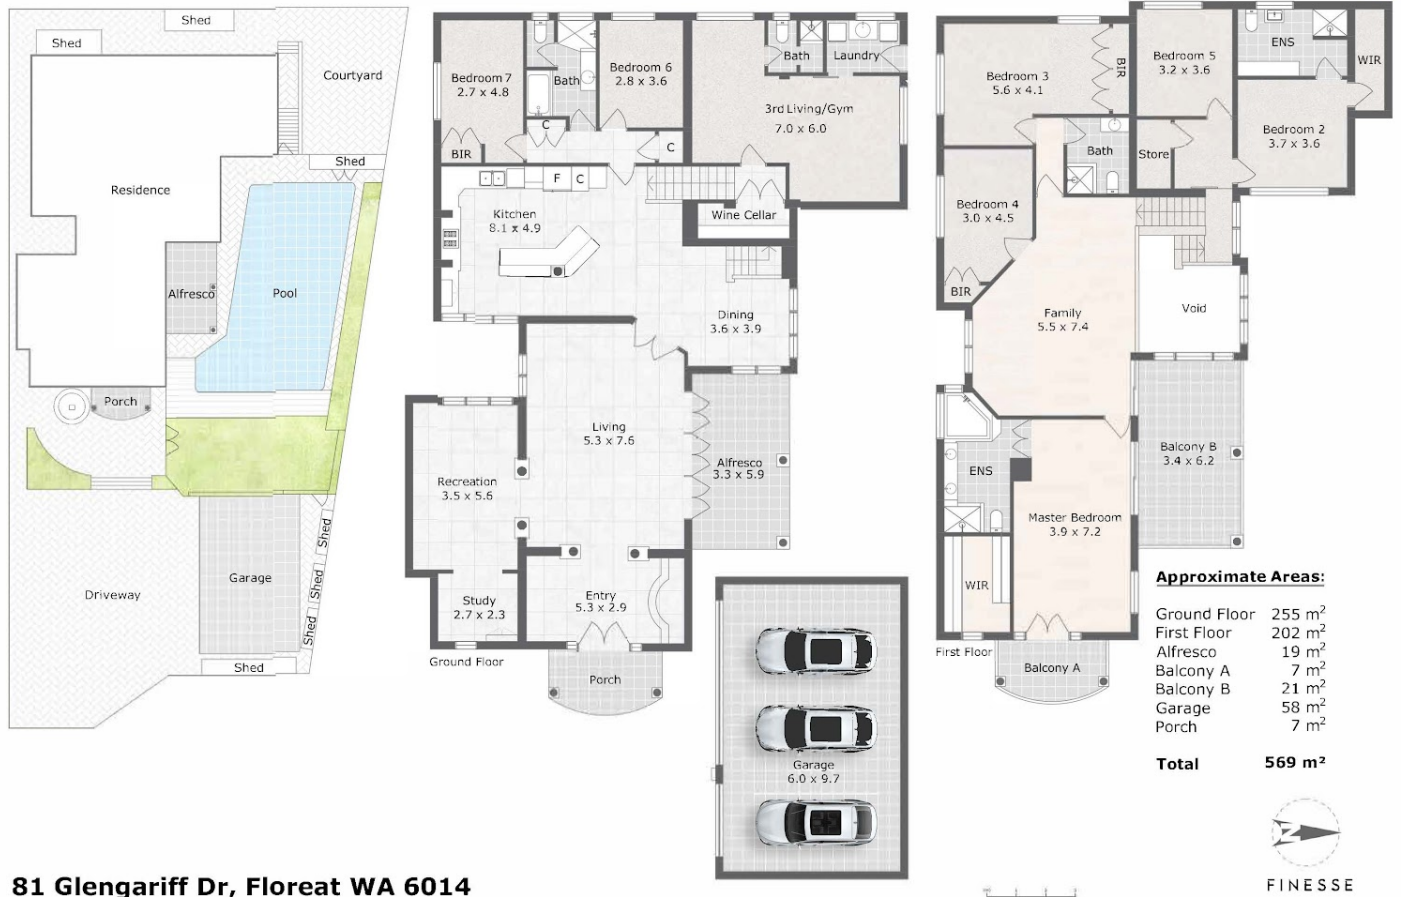 Shed
Shed
Courtyard
Shed
Residence
Alfresco
Pool
Porch
Driveway
Garage
Shed
Shed
Shed
Shed
Bedroom 7
2.7 x 4.8
BIR
Bath
C
Bedroom 6
2.8 x 3.6
C
Bath
Laundry
3rd Living/Gym
7.0 x 6.0
F
C
Kitchen
8.1 x 4.9
Wine Cellar
Dining
3.6 x 3.9
Living
5.3 x 7.6
Alfresco
3.3 x 5.9
Recreation
3.5 x 5.6
Study
2.7 x 2.3
Entry
5.3 x 2.9
Ground Floor
Porch
Garage
6.0 x 9.7
Bedroom 3
5.6 x 4.1
BIR
Bedroom 5
3.2 x 3.6
ENS
WIR
Bedroom 2
3.7 x 3.6
Bath
Store
Bedroom 4
3.0 x 4.5
BIR
Family
5.5 x 7.4
Void
ENS
Master Bedroom
3.9 x 7.2
Balcony B
3.4 x 6.2
WIR
First Floor
Balcony A
Approximate Areas:
Ground Floor 255 m²
First Floor 202 m²
Alfresco 19 m²
Balcony A 7 m²
Balcony B 21 m²
Garage 58 m²
Porch 7 m²
Total 569 m²
N
FINESSE
81 Glengariff Dr, Floreat WA 6014